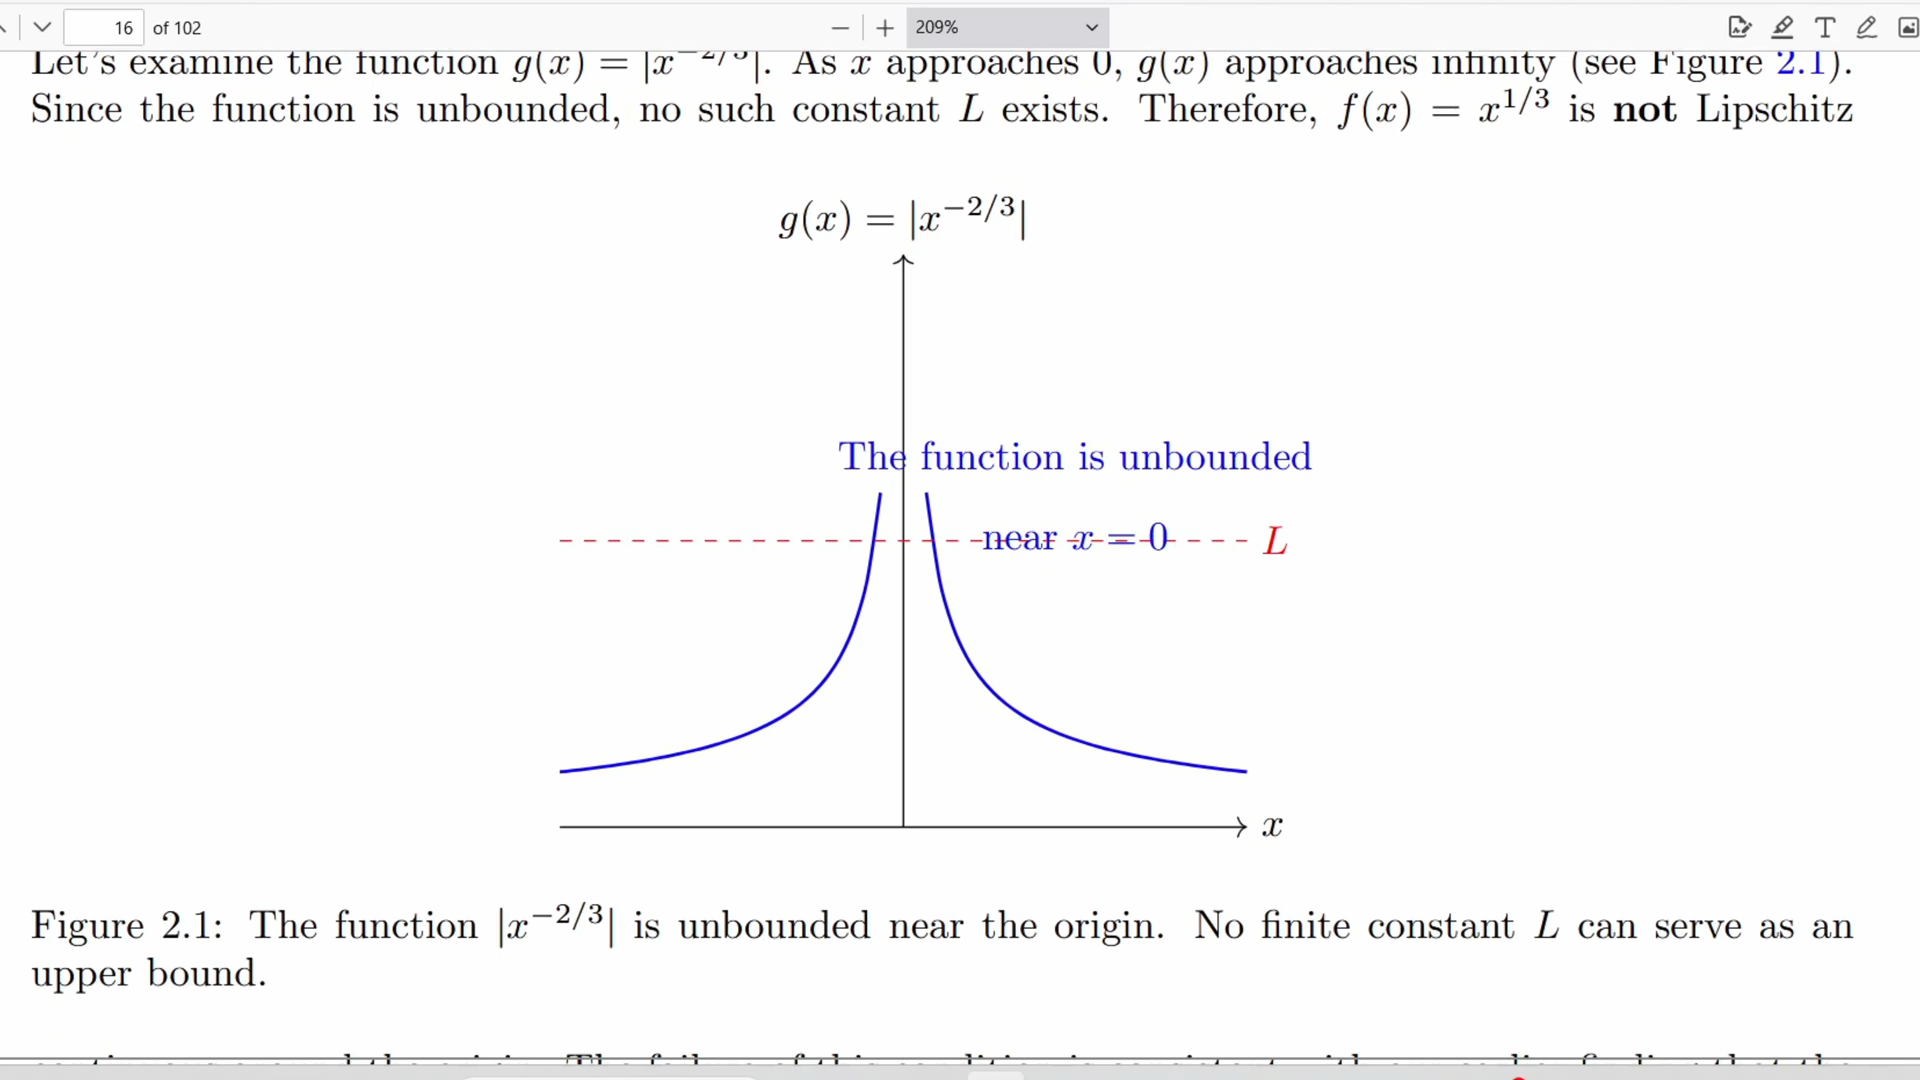 16 of 102 209%
Let's examine the function g(x) = |x^{-2/3}|. As x approaches 0, g(x) approaches infinity (see Figure 2.1).
Since the function is unbounded, no such constant L exists. Therefore, f(x) = x^{1/3} is not Lipschitz
g(x) = |x^{-2/3}|
The function is unbounded
near x = 0
L
x
Figure 2.1: The function |x^{-2/3}| is unbounded near the origin. No finite constant L can serve as an
upper bound.